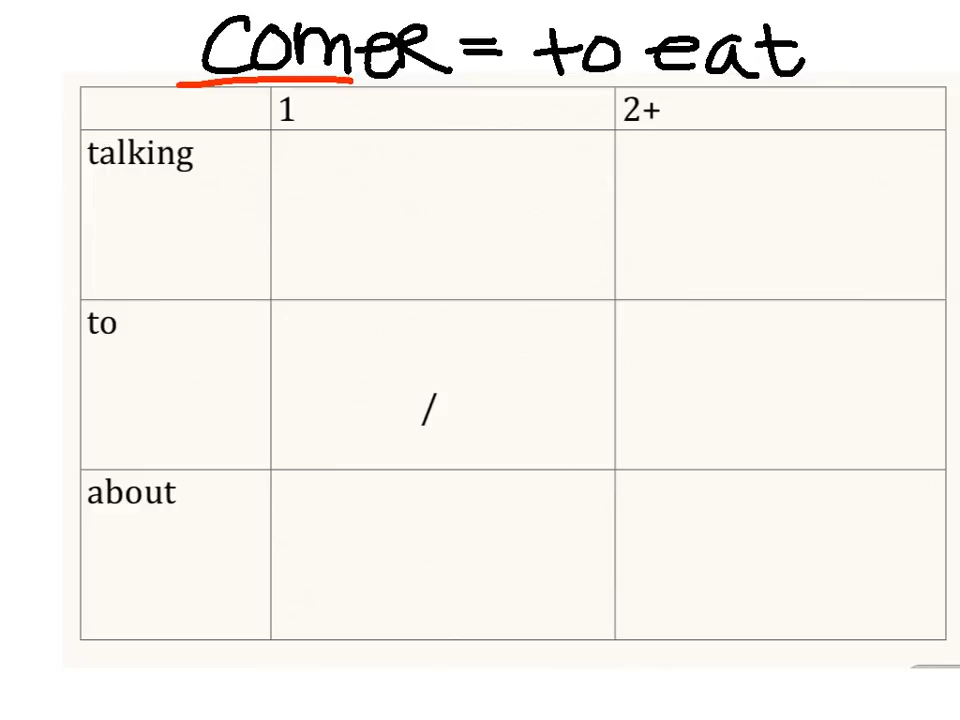 ComeR = to eat
1 2+
talking
to
/
about